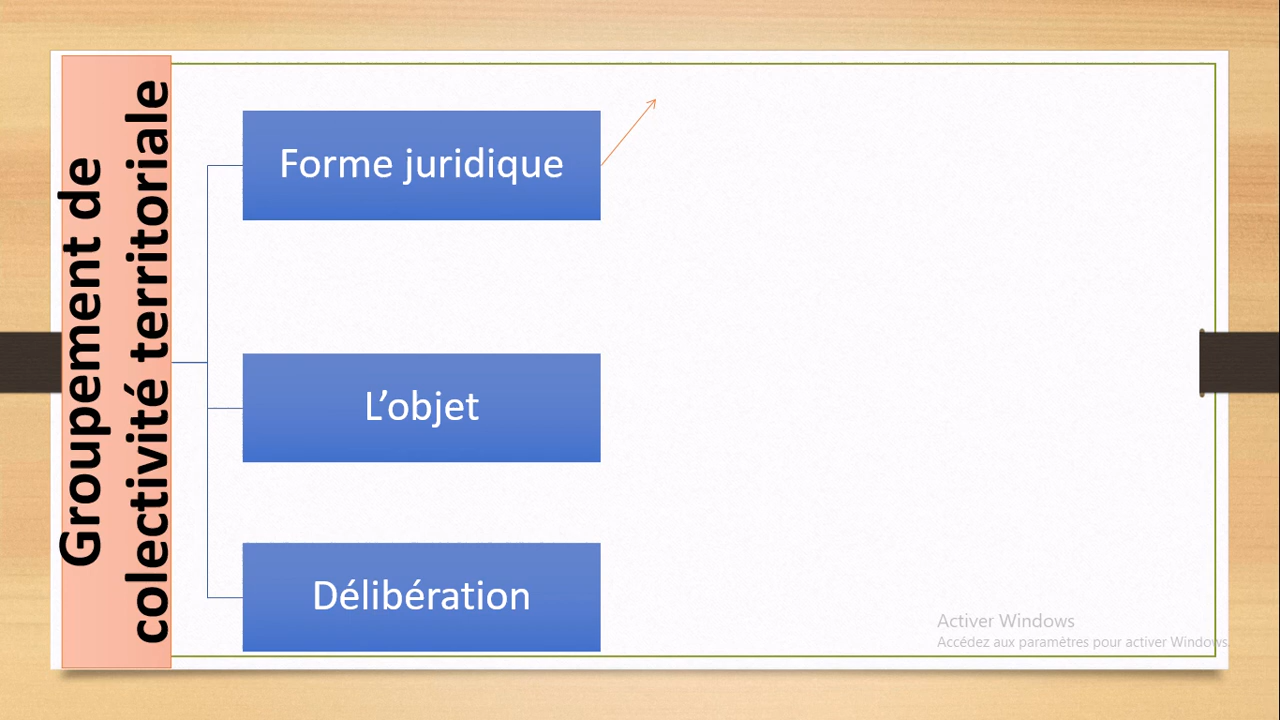 Groupement de
colectivité territoriale
Forme juridique
L’objet
Délibération
Activer Windows
Accédez aux paramètres pour activer Windows.